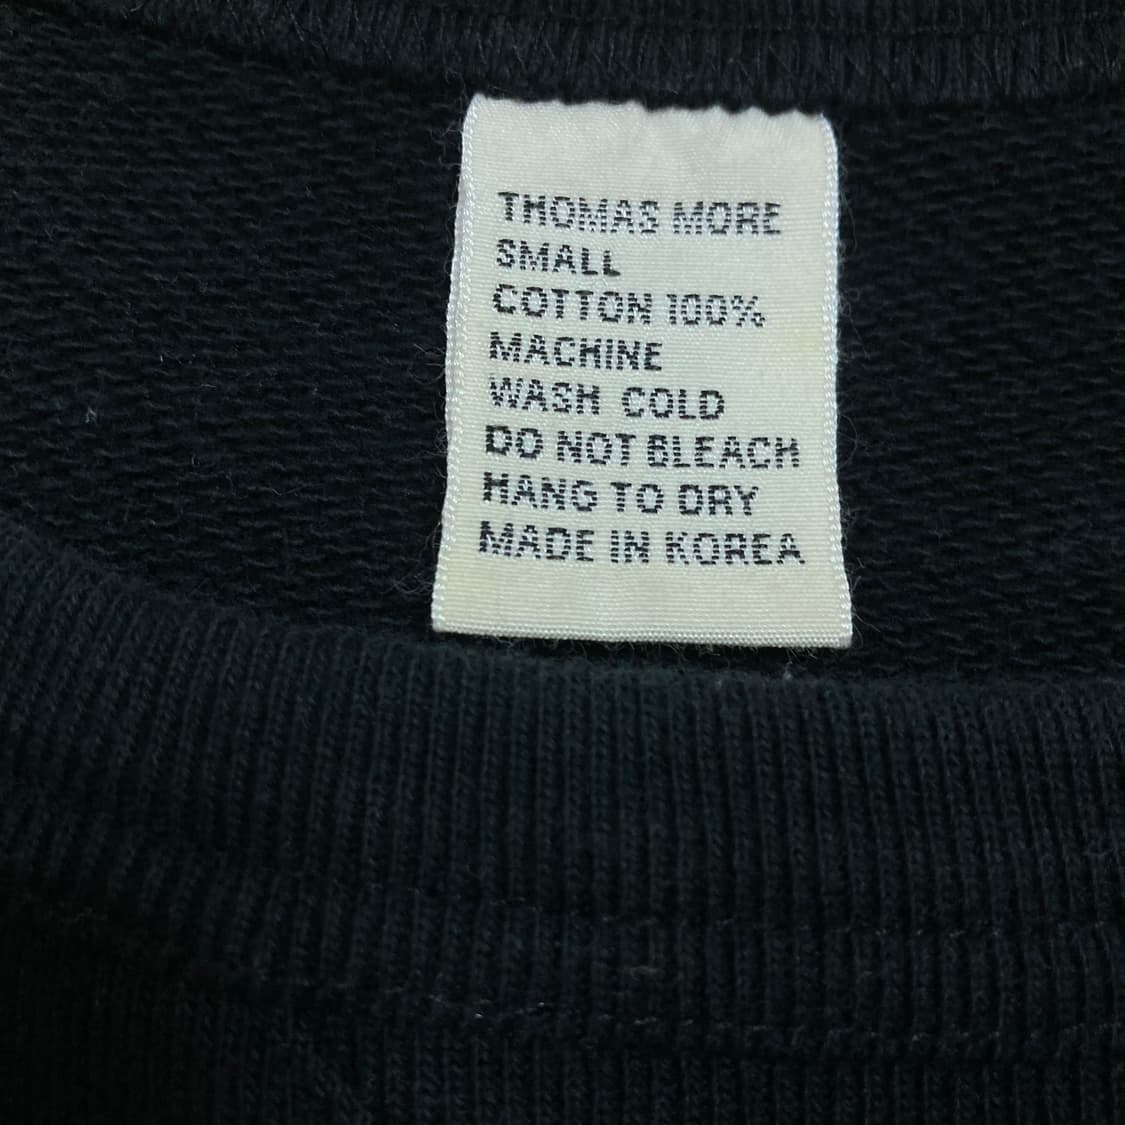 THOMAS MORE
SMALL
COTTON 100%
MACHINE
WASH COLD
DO NOT BLEACH
HANG TO DRY
MADE IN KOREA